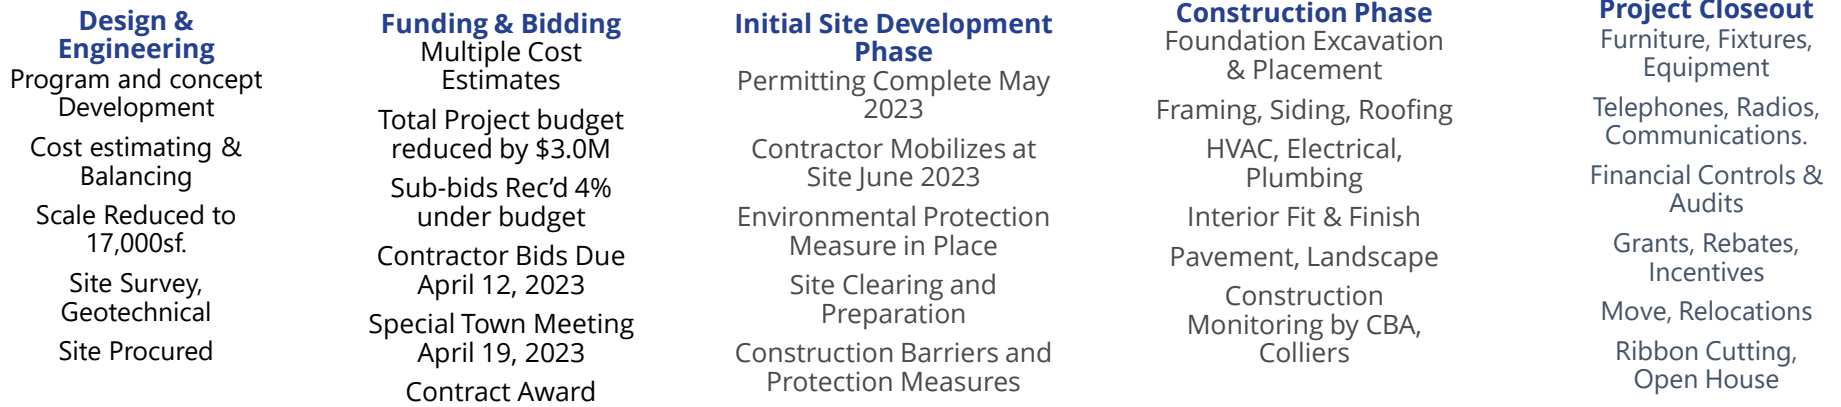 Design &
Engineering
Program and concept
Development
Cost estimating &
Balancing
Scale Reduced to
17,000sf.
Site Survey,
Geotechnical
Site Procured
Funding & Bidding
Multiple Cost
Estimates
Total Project budget
reduced by $3.0M
Sub-bids Rec’d 4%
under budget
Contractor Bids Due
April 12, 2023
Special Town Meeting
April 19, 2023
Contract Award
Initial Site Development
Phase
Permitting Complete May
2023
Contractor Mobilizes at
Site June 2023
Environmental Protection
Measure in Place
Site Clearing and
Preparation
Construction Barriers and
Protection Measures
Construction Phase
Foundation Excavation
& Placement
Framing, Siding, Roofing
HVAC, Electrical,
Plumbing
Interior Fit & Finish
Pavement, Landscape
Construction
Monitoring by CBA,
Colliers
Project Closeout
Furniture, Fixtures,
Equipment
Telephones, Radios,
Communications.
Financial Controls &
Audits
Grants, Rebates,
Incentives
Move, Relocations
Ribbon Cutting,
Open House